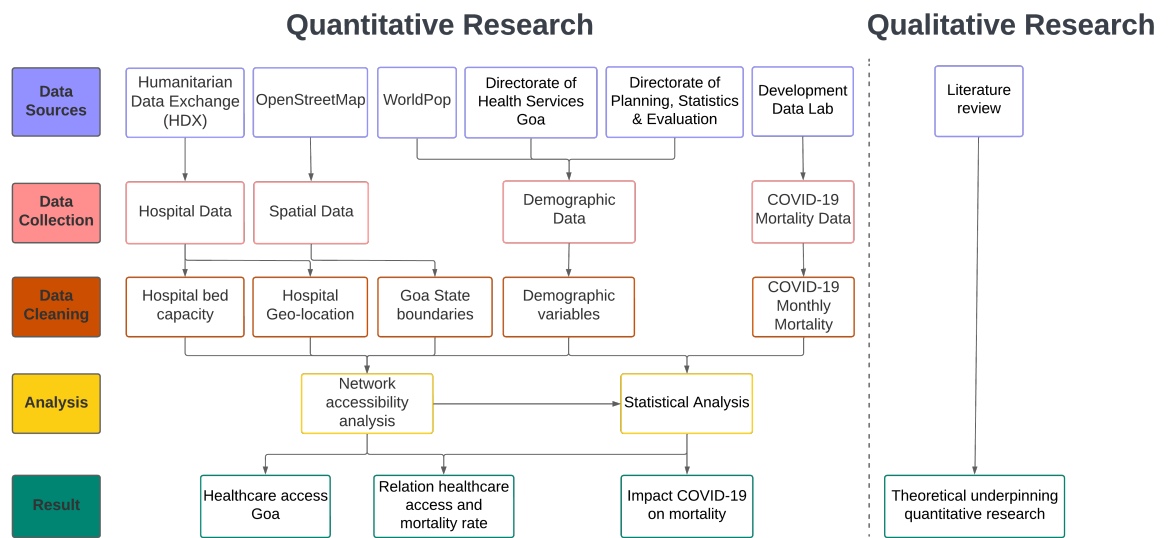 Quantitative Research
Qualitative Research
Data
Sources
Humanitarian
Data Exchange
(HDX)
OpenStreetMap
WorldPop
Directorate of
Health Services
Goa
Directorate of
Planning, Statistics
& Evaluation
Development
Data Lab
Literature
review
Data
Collection
Hospital Data
Spatial Data
Demographic
Data
COVID-19
Mortality Data
Data
Cleaning
Hospital bed
capacity
Hospital
Geo-location
Goa State
boundaries
Demographic
variables
COVID-19
Monthly
Mortality
Analysis
Network
accessibility
analysis
Statistical Analysis
Result
Healthcare access
Goa
Relation healthcare
access and
mortality rate
Impact COVID-19
on mortality
Theoretical underpinning
quantitative research